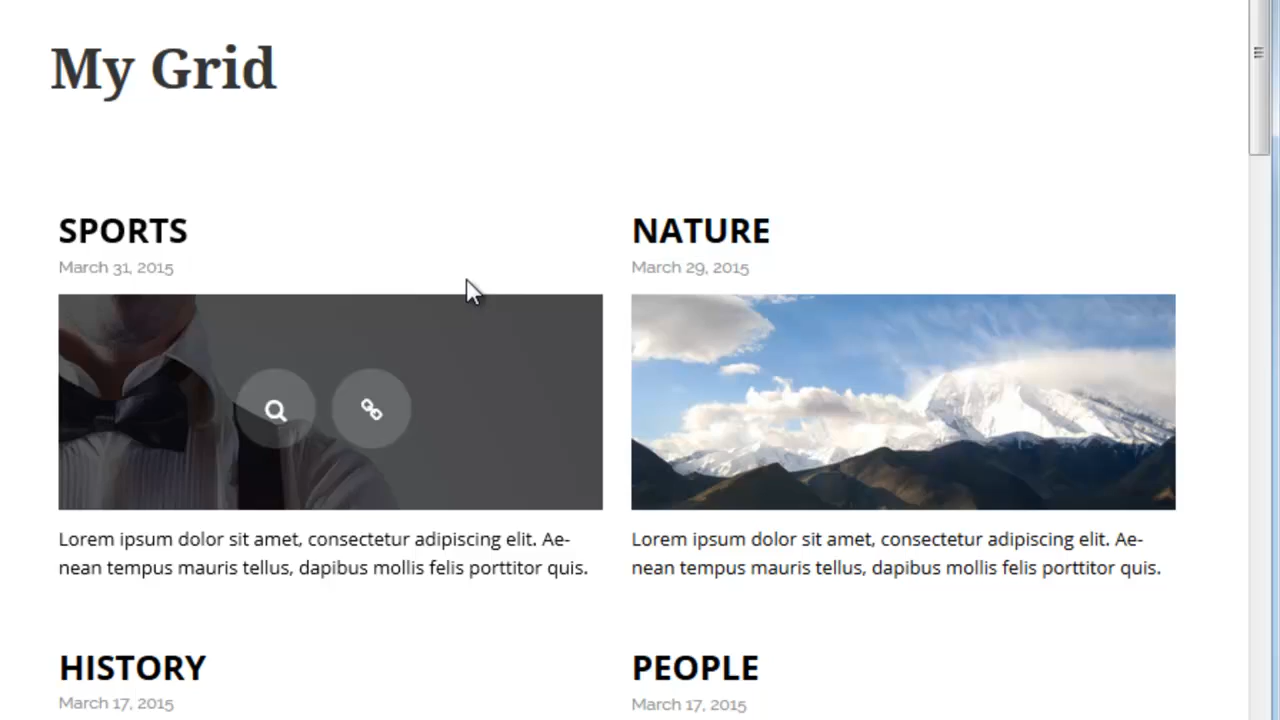 My Grid
SPORTS
March 31, 2015
Lorem ipsum dolor sit amet, consectetur adipiscing elit. Ae-
nean tempus mauris tellus, dapibus mollis felis porttitor quis.
NATURE
March 29, 2015
Lorem ipsum dolor sit amet, consectetur adipiscing elit. Ae-
nean tempus mauris tellus, dapibus mollis felis porttitor quis.
HISTORY
March 17, 2015
PEOPLE
March 17, 2015